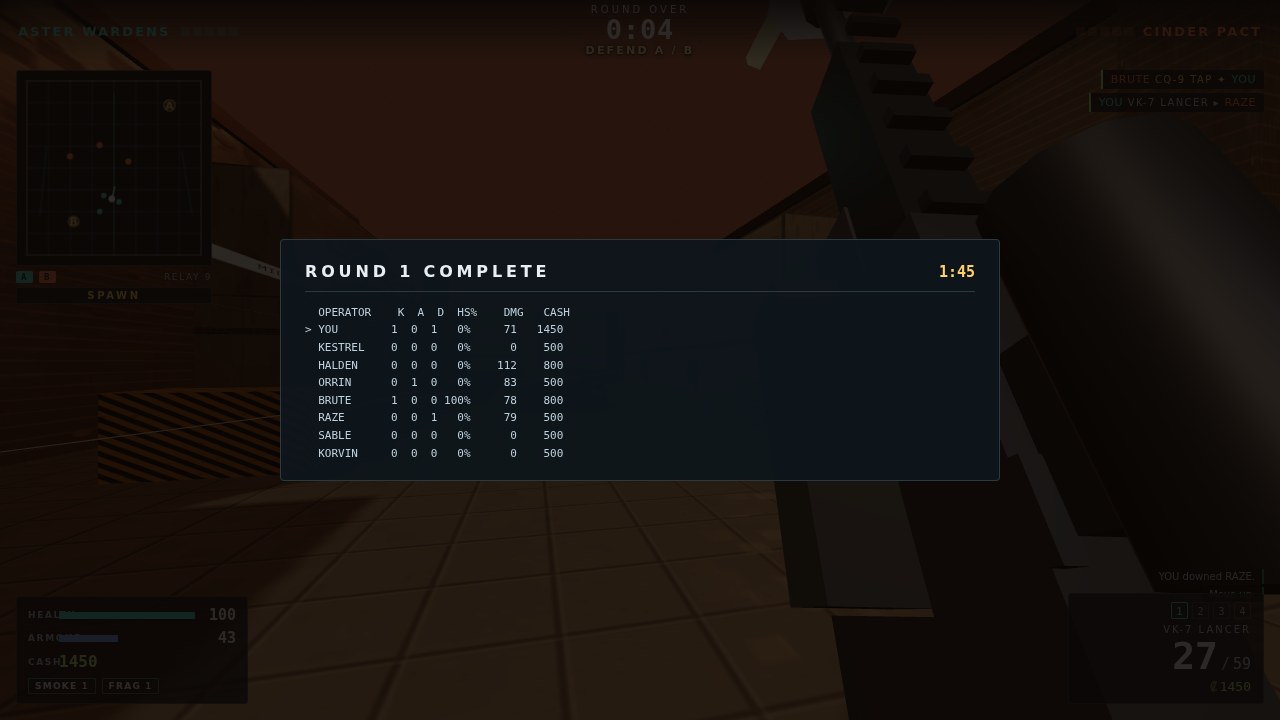 ROUND OVER
ASTER WARDENS
0:04
CINDER PACT
DEFEND A / B
BRUTE CQ-9 TAP ✦ YOU
YOU VK-7 LANCER ▸ RAZE
A
B
A B
SPAWN
ROUND 1 COMPLETE 1:45
OPERATOR K A D HS% DMG CASH
> YOU 1 0 1 0% 71 1450
KESTREL 0 0 0 0% 0 500
HALDEN 0 0 0 0% 112 800
ORRIN 0 1 0 0% 83 500
BRUTE 1 0 0 100% 78 800
RAZE 0 0 1 0% 79 500
SABLE 0 0 0 0% 0 500
KORVIN 0 0 0 0% 0 500
YOU downed RAZE.
HEALTH 100
ARMOUR 43
CASH 1450
SMOKE 1 FRAG 1
1 2 3 4
VK-7 LANCER
27 / 59
₡1450